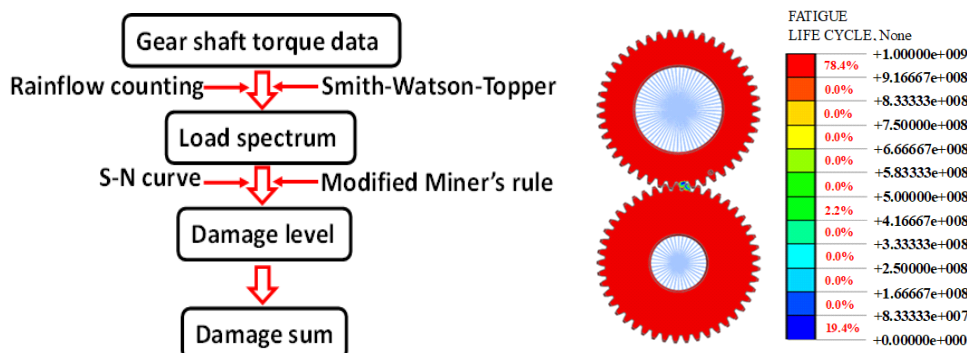 Gear shaft torque data
Rainflow counting
Smith-Watson-Topper
Load spectrum
S-N curve
Modified Miner's rule
Damage level
Damage sum
FATIGUE
LIFE CYCLE, None
+1.00000e+009
78.4%
+9.16667e+008
0.0%
+8.33333e+008
0.0%
+7.50000e+008
0.0%
+6.66667e+008
0.0%
+5.83333e+008
0.0%
+5.00000e+008
2.2%
+4.16667e+008
0.0%
+3.33333e+008
0.0%
+2.50000e+008
0.0%
+1.66667e+008
0.0%
+8.33333e+007
19.4%
+0.00000e+000